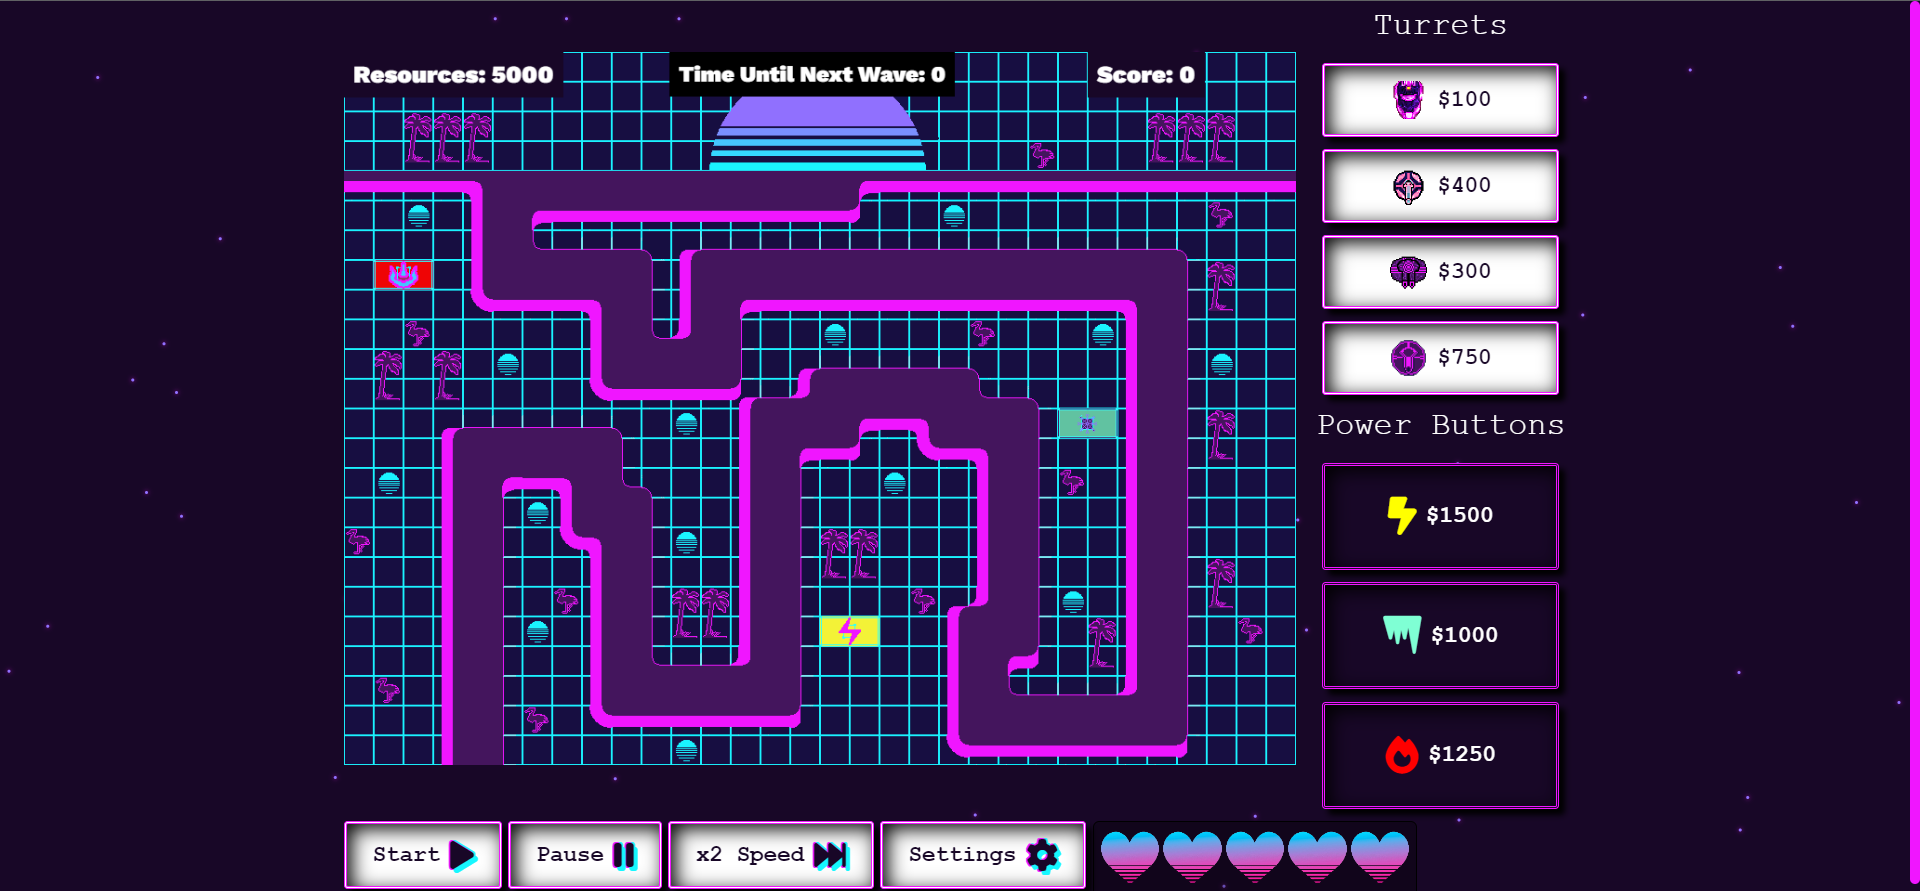 Turrets
Resources: 5000
Time Until Next Wave: 0
Score: 0
$100
$400
$300
$750
Power Buttons
$1500
$1000
$1250
Start
Pause
x2 Speed
Settings